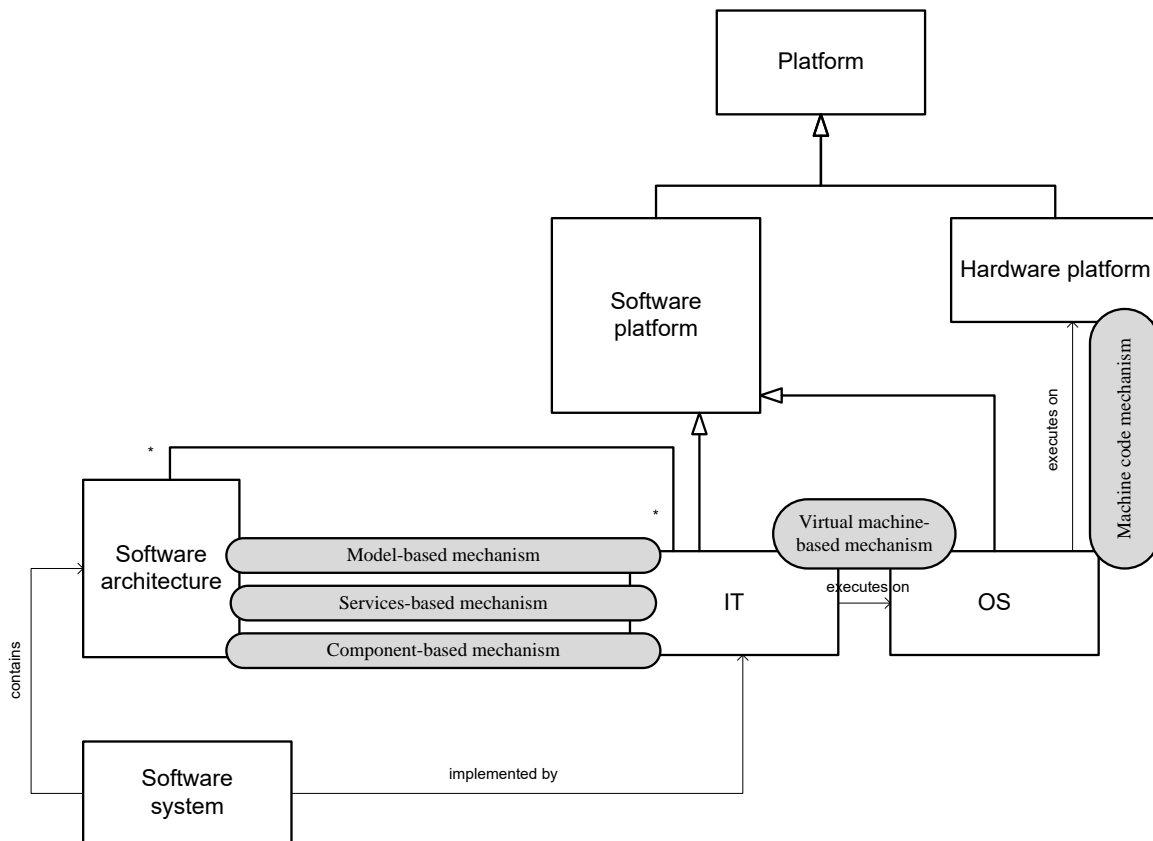 Platform
Hardware platform
Software
platform
executes on
Machine code mechanism
*
*
Virtual machine-
based mechanism
Software
architecture
Model-based mechanism
Services-based mechanism
Component-based mechanism
IT
executes on
OS
contains
implemented by
Software
system